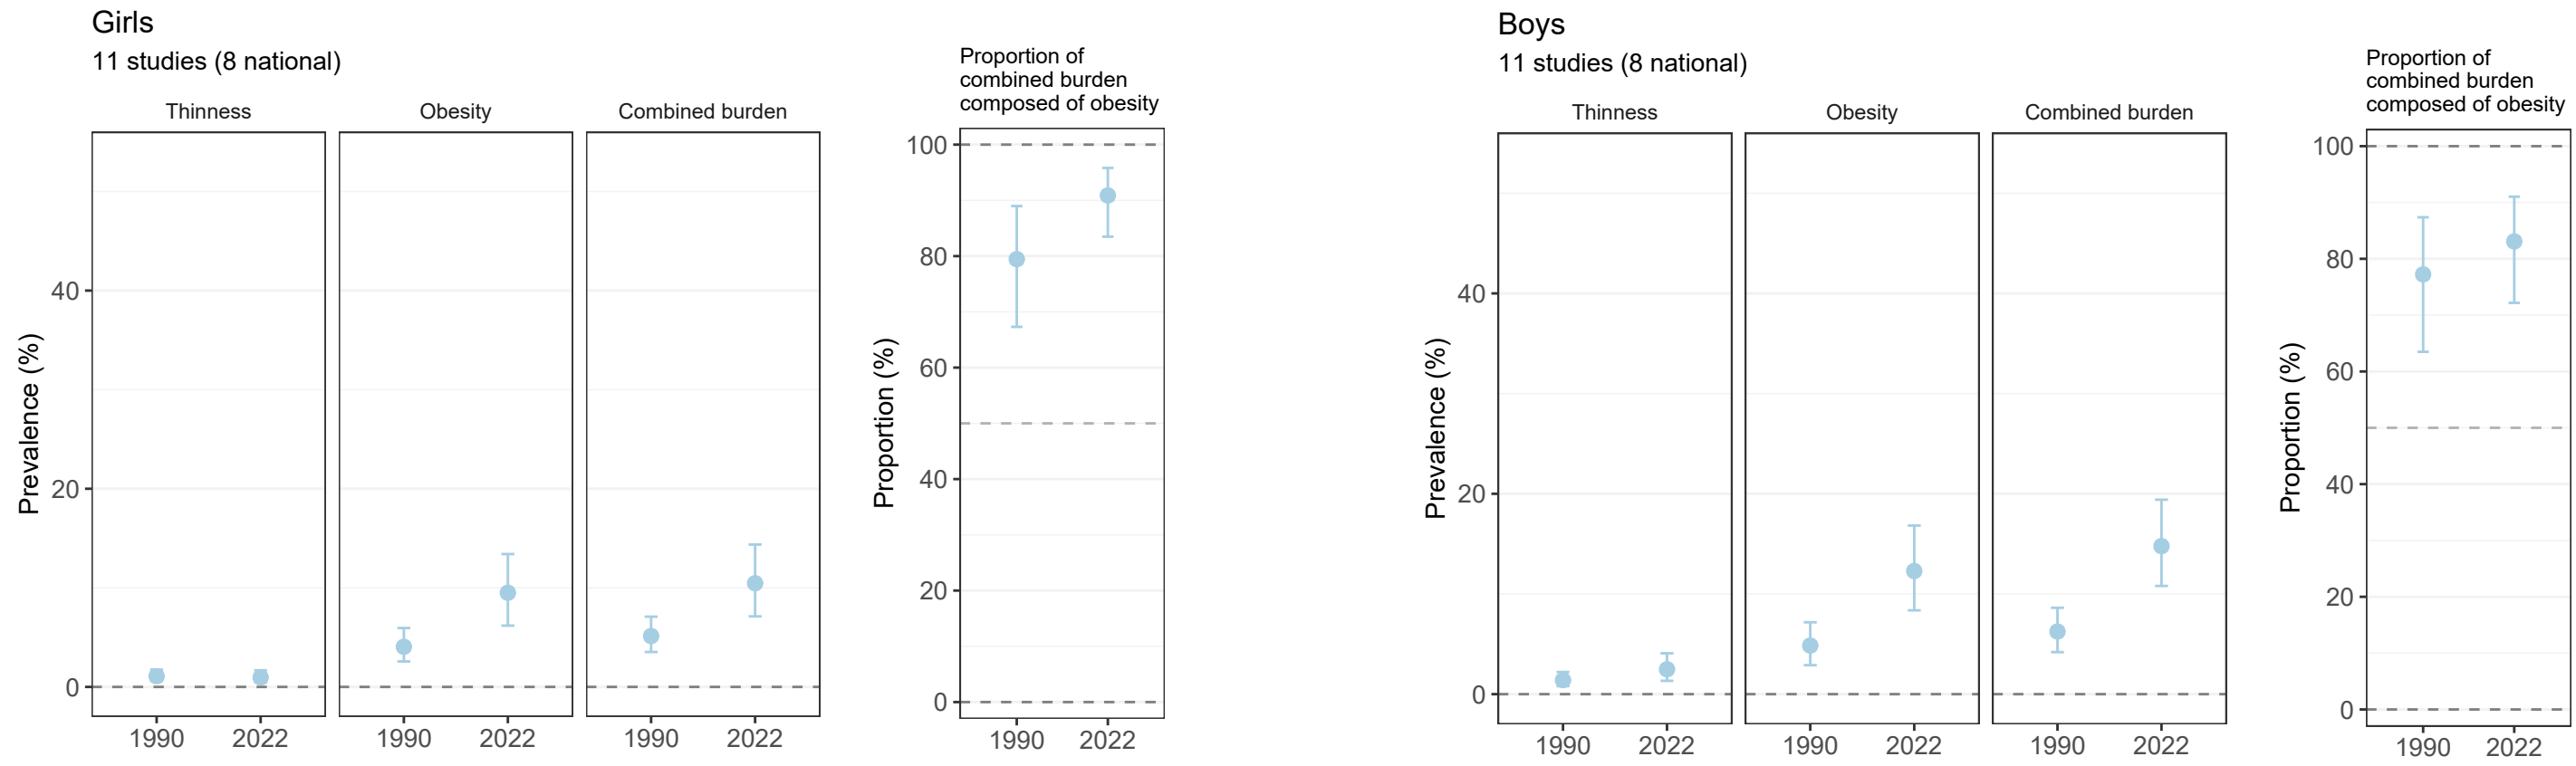 Girls
11 studies (8 national)
Thinness
Obesity
Combined burden
Prevalence (%)
40
20
0
1990
2022
1990
2022
1990
2022
Proportion of
combined burden
composed of obesity
Proportion (%)
100
80
60
40
20
0
1990
2022
Boys
11 studies (8 national)
Thinness
Obesity
Combined burden
Prevalence (%)
40
20
0
1990
2022
1990
2022
1990
2022
Proportion of
combined burden
composed of obesity
Proportion (%)
100
80
60
40
20
0
1990
2022